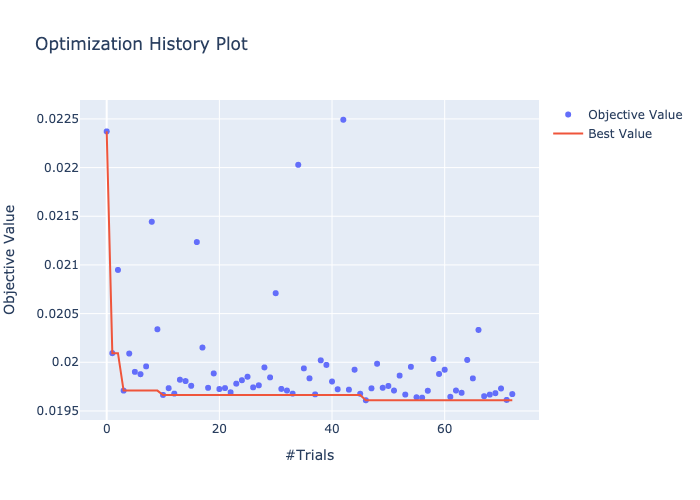 Optimization History Plot
Objective Value
Best Value
0.0225
0.022
0.0215
0.021
0.0205
0.02
0.0195
Objective Value
0
20
40
60
#Trials